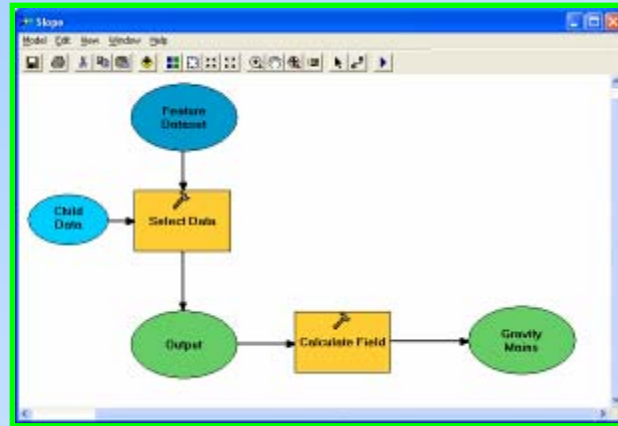 Slope
Model Edit View Window Help
Feature
Dataset
Child
Data
Select Data
Output
Calculate Field
Gravity
Mains